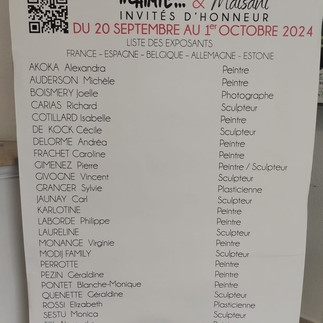 & Malsant
INVITÉS D'HONNEUR
DU 20 SEPTEMBRE AU 1er OCTOBRE 2024
LISTE DES EXPOSANTS
FRANCE - ESPAGNE - BELGIQUE - ALLEMAGNE - ESTONIE
AKOKA Alexandra Peintre
AUDERSON Michèle Peintre
BOISMERY Joelle Photographe
CARIAS Richard Sculpteur
COTILLARD Isabelle Peintre
DE KOCK Cécile Sculpteur
DELORME Andréa Peintre
FRACHET Caroline Peintre
GIMENEZ Pierre Peintre / Sculpteur
GIVOGNE Vincent Sculpteur
GRANGER Sylvie Plasticienne
JAUNAY Carl Sculpteur
KARLOTINE Peintre
LABORDE Philippe Peintre
LAURELINE Sculpteur
MONANGE Virginie Peintre
MODJ FAMILY Sculpteur
PERROTTE Peintre
PEZIN Géraldine Peintre
PONTET Blanche-Monique Peintre
QUENETTE Géraldine Sculpteur
ROSSI Elizabeth Plasticienne
SESTU Monica Sculpteur